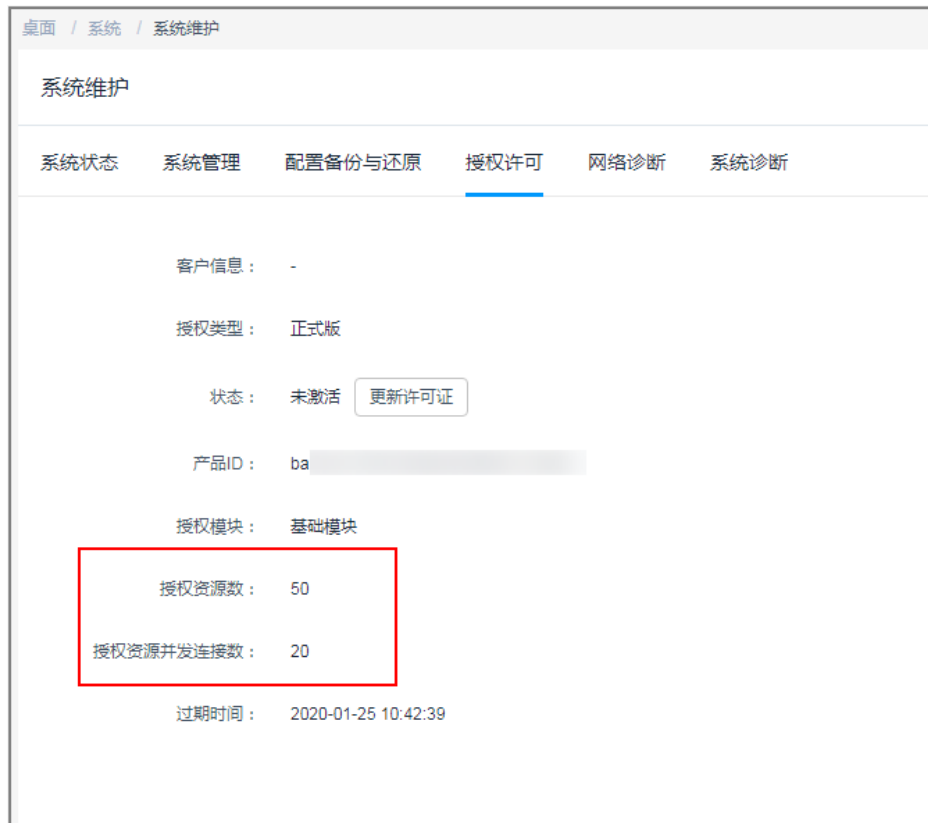 桌面 / 系统 / 系统维护
系统维护
系统状态 系统管理 配置备份与还原 授权许可 网络诊断 系统诊断
客户信息： -
授权类型： 正式版
状态： 未激活 更新许可证
产品ID： ba
授权模块： 基础模块
授权资源数： 50
授权资源并发连接数： 20
过期时间： 2020-01-25 10:42:39